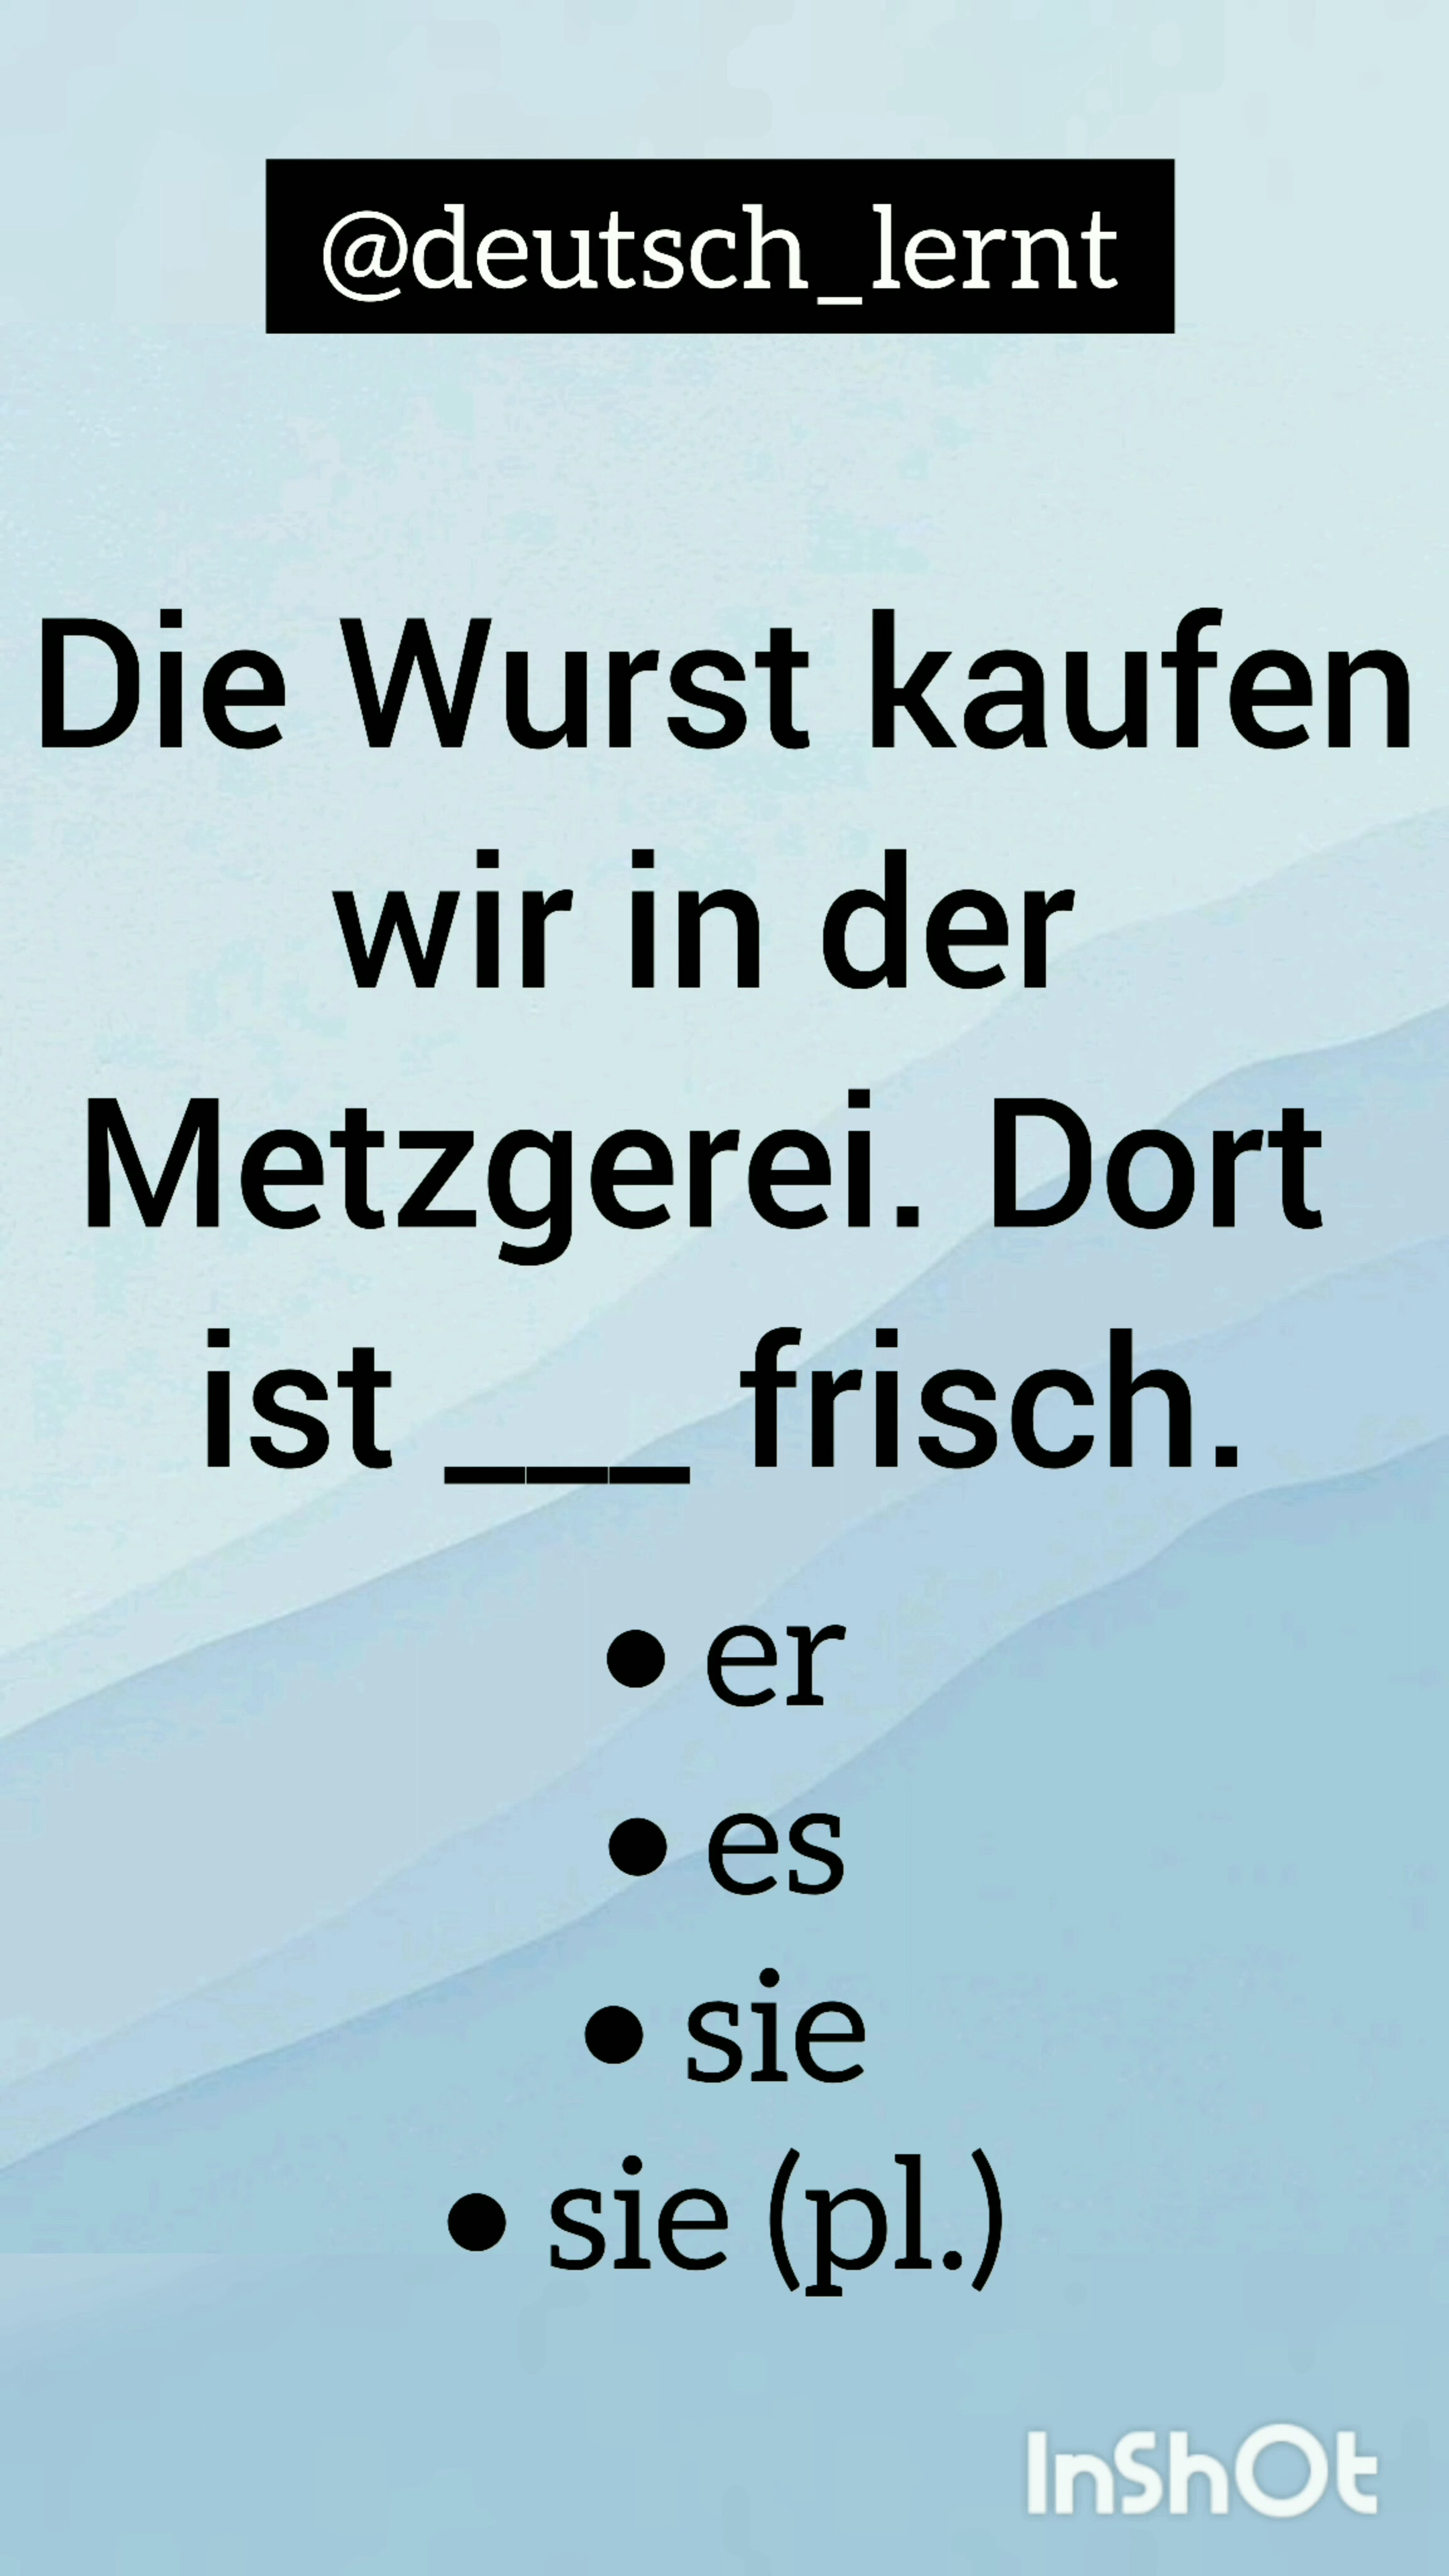 @deutsch_lernt
Die Wurst kaufen
wir in der
Metzgerei. Dort
ist ___ frisch.
• er
• es
• sie
• sie (pl.)
InShOt